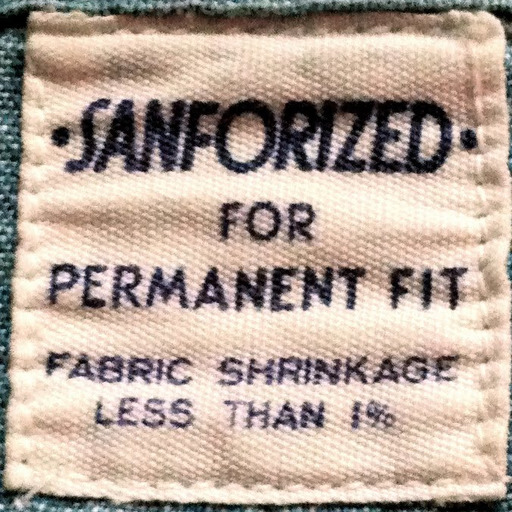 •SANFORIZED•
FOR
PERMANENT FIT
FABRIC SHRINKAGE
LESS THAN 1%